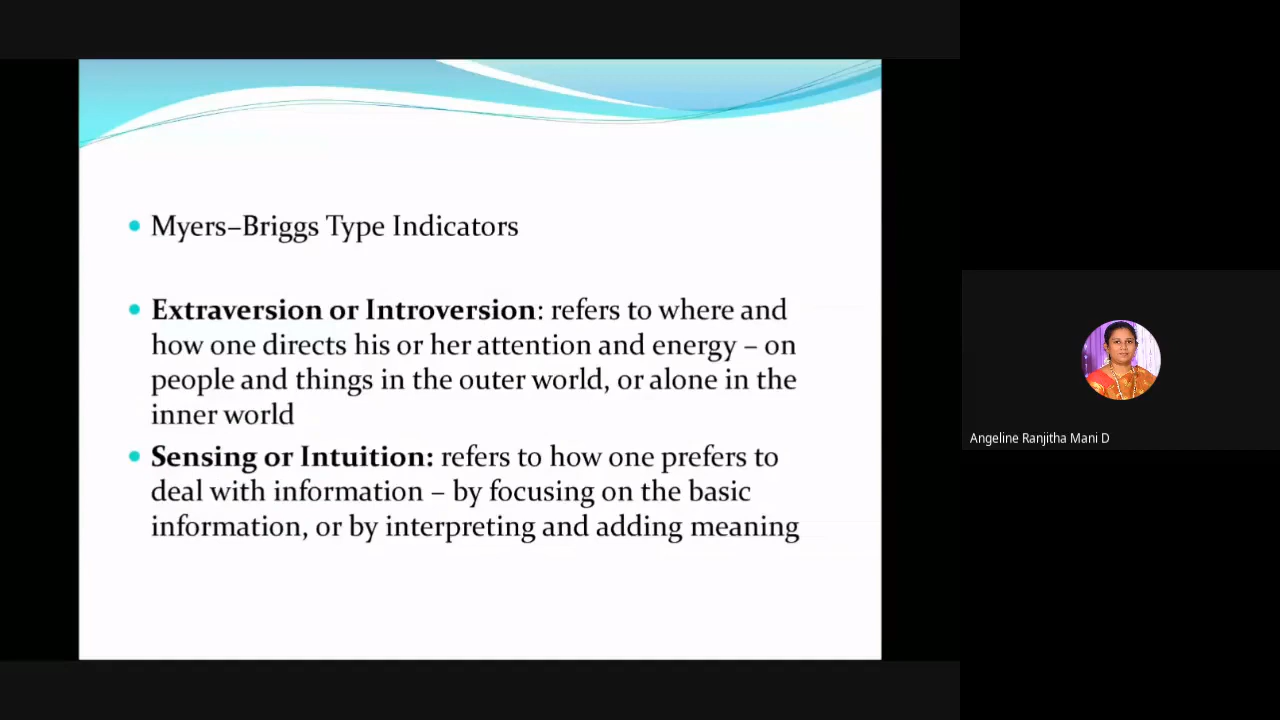 Myers–Briggs Type Indicators
Extraversion or Introversion: refers to where and
how one directs his or her attention and energy – on
people and things in the outer world, or alone in the
inner world
Sensing or Intuition: refers to how one prefers to
deal with information – by focusing on the basic
information, or by interpreting and adding meaning
Angeline Ranjitha Mani D